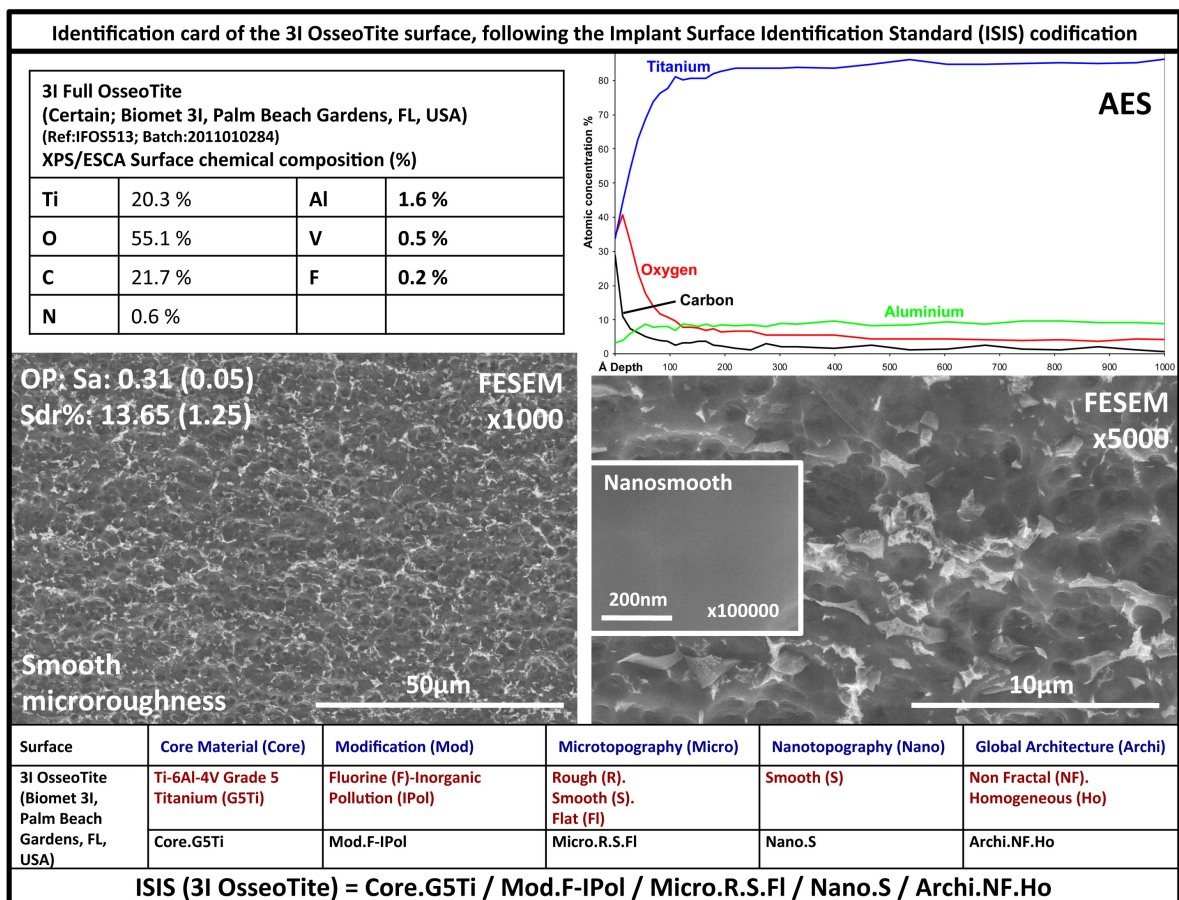 Identification card of the 3I OsseoTite surface, following the Implant Surface Identification Standard (ISIS) codification
3I Full OsseoTite
(Certain; Biomet 3I, Palm Beach Gardens, FL, USA)
(Ref:IFOS513; Batch:2011010284)
XPS/ESCA Surface chemical composition (%)
Ti 20.3 % Al 1.6 %
O 55.1 % V 0.5 %
C 21.7 % F 0.2 %
N 0.6 %
Titanium
AES
Atomic concentration %
80
70
60
50
40
30
20
10
0
Oxygen
Carbon
Aluminium
Å Depth 100 200 300 400 500 600 700 800 900 1000
OP: Sa: 0.31 (0.05)
Sdr%: 13.65 (1.25)
FESEM
x1000
Smooth
microroughness
50µm
FESEM
x5000
Nanosmooth
200nm
x100000
10µm
Surface Core Material (Core) Modification (Mod) Microtopography (Micro) Nanotopography (Nano) Global Architecture (Archi)
3I OsseoTite
(Biomet 3I,
Palm Beach
Gardens, FL,
USA)
Ti-6Al-4V Grade 5
Titanium (G5Ti)
Fluorine (F)-Inorganic
Pollution (IPol)
Rough (R).
Smooth (S).
Flat (Fl)
Smooth (S)
Non Fractal (NF).
Homogeneous (Ho)
Core.G5Ti Mod.F-IPol Micro.R.S.Fl Nano.S Archi.NF.Ho
ISIS (3I OsseoTite) = Core.G5Ti / Mod.F-IPol / Micro.R.S.Fl / Nano.S / Archi.NF.Ho